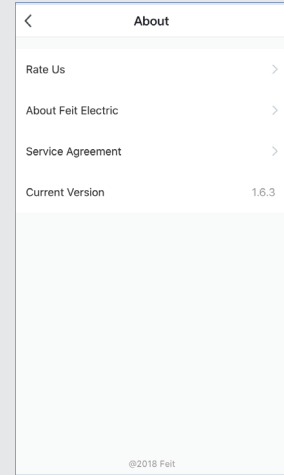 About
Rate Us
About Feit Electric
Service Agreement
Current Version 1.6.3
@2018 Feit